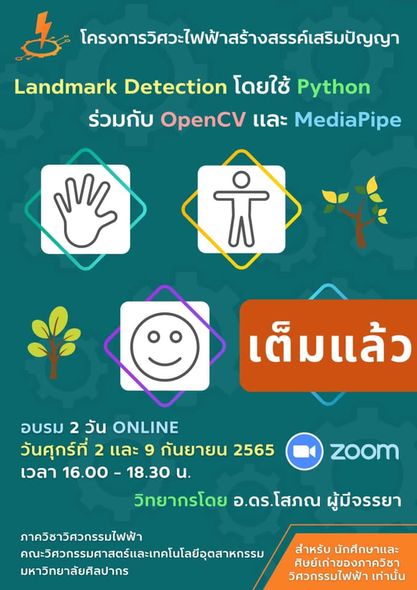 โครงการวิศวะไฟฟ้าสร้างสรรค์เสริมปัญญา
Landmark Detection โดยใช้ Python
ร่วมกับ OpenCV และ MediaPipe
เต็มแล้ว
อบรม 2 วัน ONLINE
วันศุกร์ที่ 2 และ 9 กันยายน 2565
เวลา 16.00 - 18.30 น.
zoom
วิทยากรโดย อ.ดร.โสภณ ผู้มีจรรยา
ภาควิชาวิศวกรรมไฟฟ้า
คณะวิศวกรรมศาสตร์และเทคโนโลยีอุตสาหกรรม
มหาวิทยาลัยศิลปากร
สำหรับ นักศึกษาและ
ศิษย์เก่าของภาควิชา
วิศวกรรมไฟฟ้า เท่านั้น